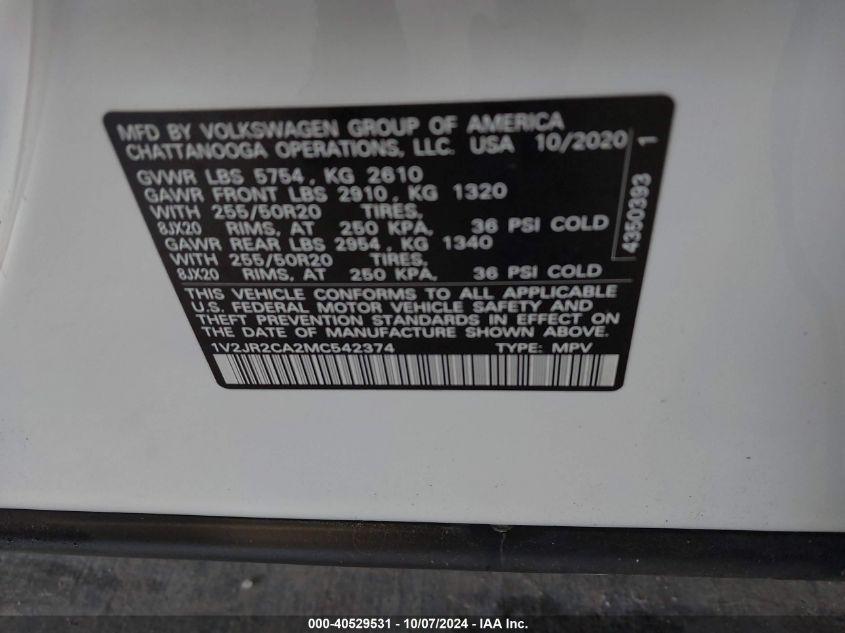 MFD BY VOLKSWAGEN GROUP OF AMERICA
CHATTANOOGA OPERATIONS, LLC. USA 10/2020
GVWR LBS 5754, KG 2610
GAWR FRONT LBS 2910, KG 1320
WITH 255/50R20 TIRES,
8JX20 RIMS, AT 250 KPA, 36 PSI COLD
GAWR REAR LBS 2954, KG 1340
WITH 255/50R20 TIRES,
8JX20 RIMS, AT 250 KPA, 36 PSI COLD
THIS VEHICLE CONFORMS TO ALL APPLICABLE
U.S. FEDERAL MOTOR VEHICLE SAFETY AND
THEFT PREVENTION STANDARDS IN EFFECT ON
THE DATE OF MANUFACTURE SHOWN ABOVE.
1V2JR2CA2MC542374 TYPE: MPV
4350393 1
000-40529531 - 10/07/2024 - IAA Inc.